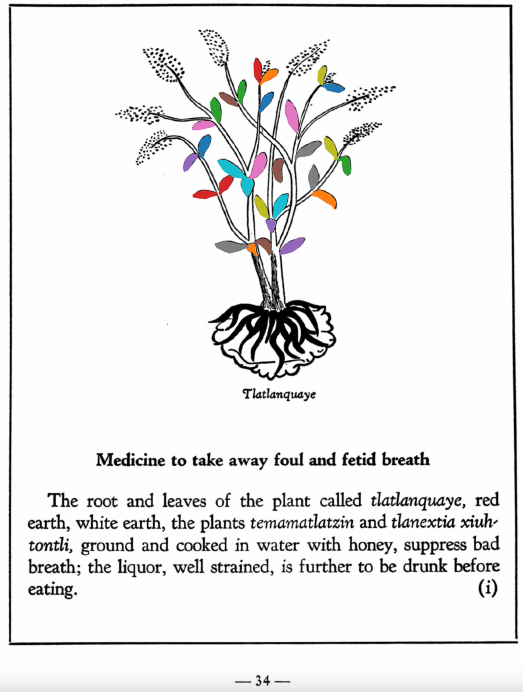 Tlatlanquaye
Medicine to take away foul and fetid breath
The root and leaves of the plant called tlatlanquaye, red
earth, white earth, the plants temamatlatzin and tlanextia xiuh-
tontli, ground and cooked in water with honey, suppress bad
breath; the liquor, well strained, is further to be drunk before
eating. (i)
— 34 —